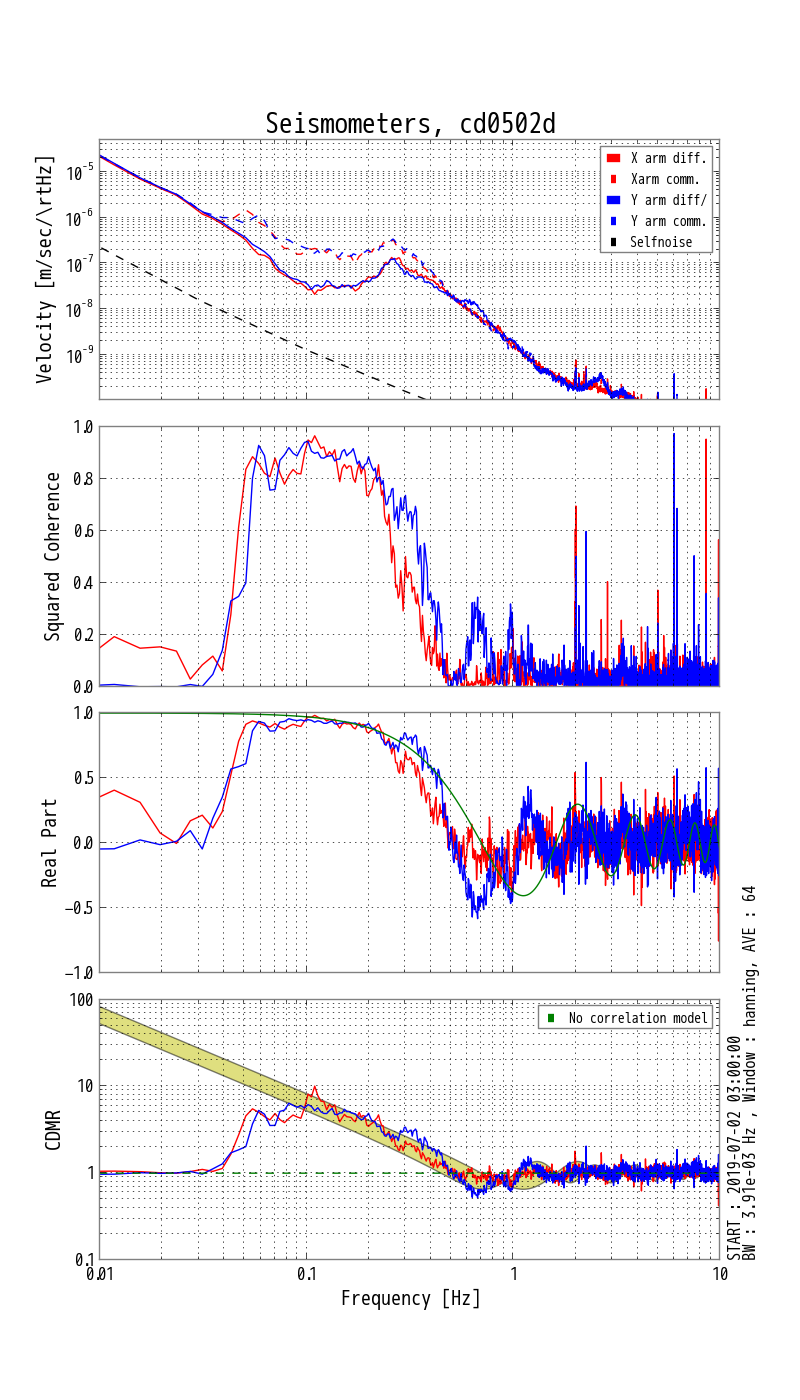 Seismometers, cd0502d
Velocity [m/sec/\rtHz]
10^-5
10^-6
10^-7
10^-8
10^-9
X arm diff.
Xarm comm.
Y arm diff/
Y arm comm.
Selfnoise
Squared Coherence
1.0
0.8
0.6
0.4
0.2
0.0
Real Part
1.0
0.5
0.0
−0.5
−1.0
CDMR
100
10
1
0.1
No correlation model
0.01
0.1
1
10
Frequency [Hz]
START : 2019-07-02 03:00:00
BW : 3.91e-03 Hz , Window : hanning, AVE : 64